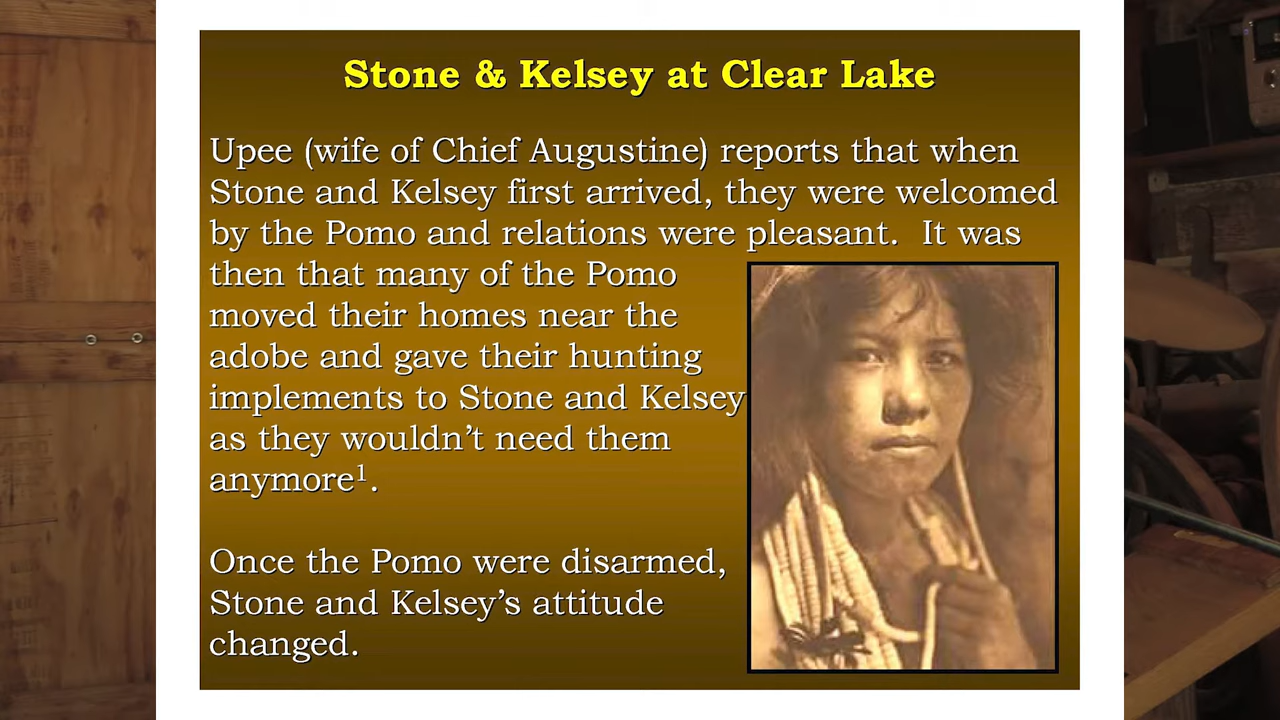 Stone & Kelsey at Clear Lake
Upee (wife of Chief Augustine) reports that when
Stone and Kelsey first arrived, they were welcomed
by the Pomo and relations were pleasant.  It was
then that many of the Pomo
moved their homes near the
adobe and gave their hunting
implements to Stone and Kelsey
as they wouldn’t need them
anymore¹.
Once the Pomo were disarmed,
Stone and Kelsey’s attitude
changed.